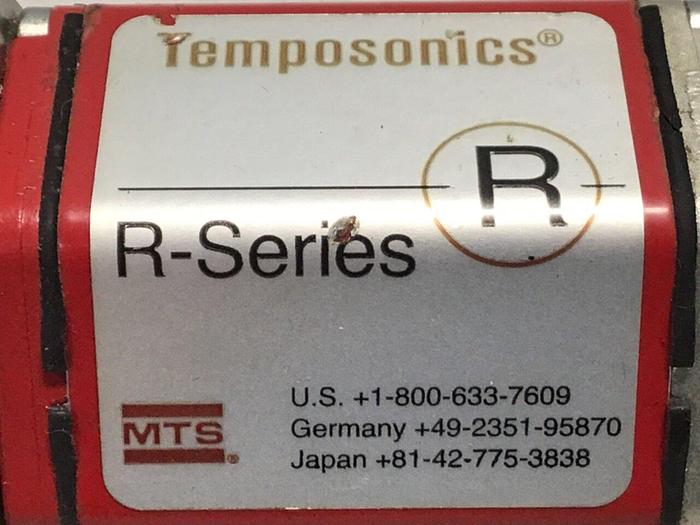 Temposonics®
R
R-Series
MTS®
U.S. +1-800-633-7609
Germany +49-2351-95870
Japan +81-42-775-3838